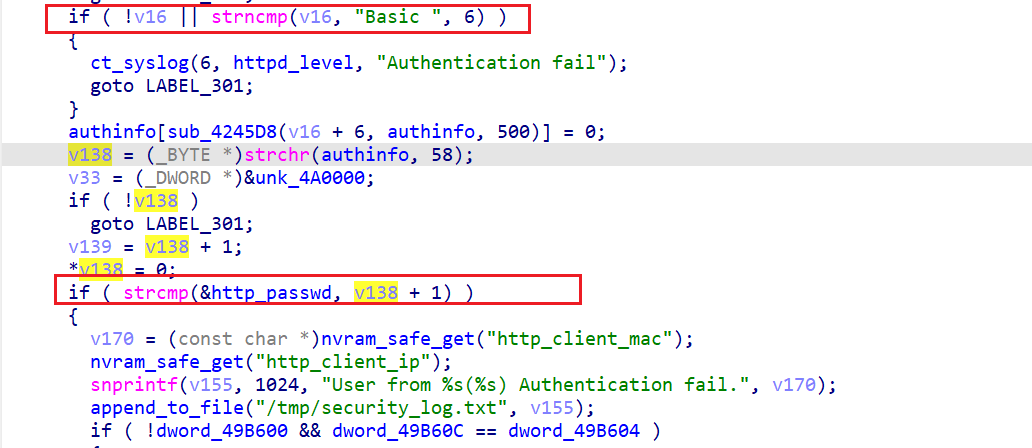 if ( !v16 || strncmp(v16, "Basic ", 6) )
{
ct_syslog(6, httpd_level, "Authentication fail");
goto LABEL_301;
}
authinfo[sub_4245D8(v16 + 6, authinfo, 500)] = 0;
v138 = (_BYTE *)strchr(authinfo, 58);
v33 = (_DWORD *)&unk_4A0000;
if ( !v138 )
goto LABEL_301;
v139 = v138 + 1;
*v138 = 0;
if ( strcmp(&http_passwd, v138 + 1) )
{
v170 = (const char *)nvram_safe_get("http_client_mac");
nvram_safe_get("http_client_ip");
snprintf(v155, 1024, "User from %s(%s) Authentication fail.", v170);
append_to_file("/tmp/security_log.txt", v155);
if ( !dword_49B600 && dword_49B60C == dword_49B604 )